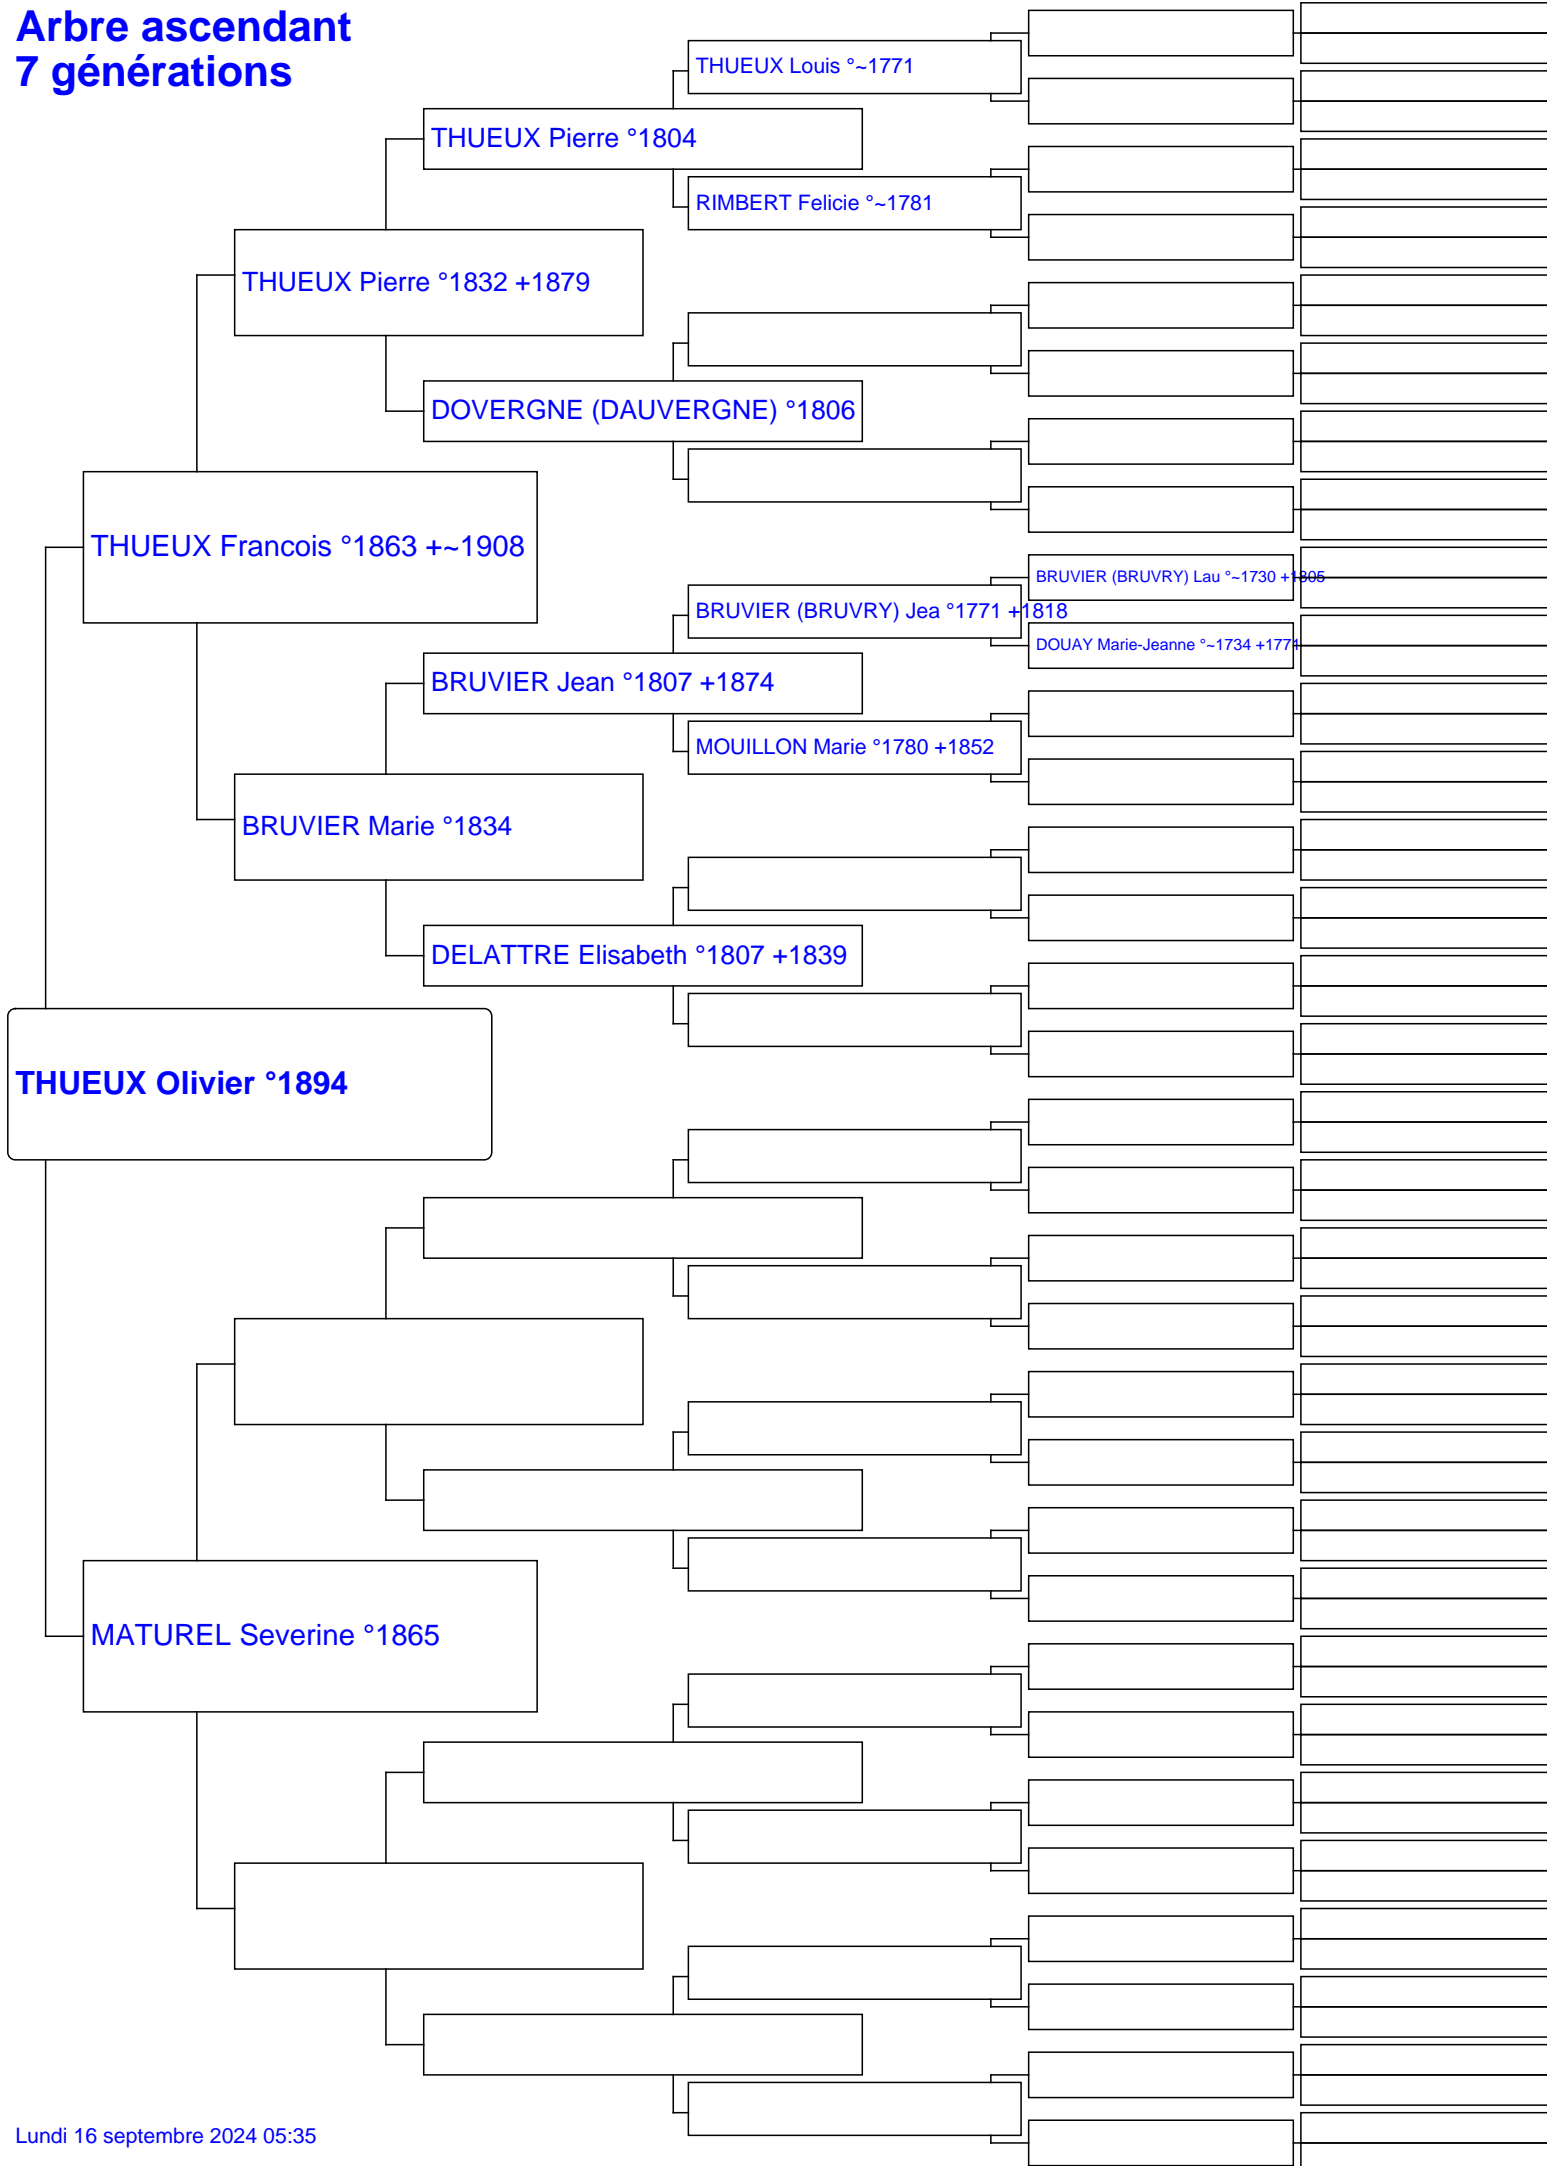 Arbre ascendant
7 générations
THUEUX Louis °~1771
THUEUX Pierre °1804
RIMBERT Felicie °~1781
THUEUX Pierre °1832 +1879
DOVERGNE (DAUVERGNE) °1806
THUEUX Francois °1863 +~1908
BRUVIER (BRUVRY) Lau °~1730 +1805
BRUVIER (BRUVRY) Jea °1771 +1818
DOUAY Marie-Jeanne °~1734 +1771
BRUVIER Jean °1807 +1874
MOUILLON Marie °1780 +1852
BRUVIER Marie °1834
DELATTRE Elisabeth °1807 +1839
THUEUX Olivier °1894
MATUREL Severine °1865
Lundi 16 septembre 2024 05:35